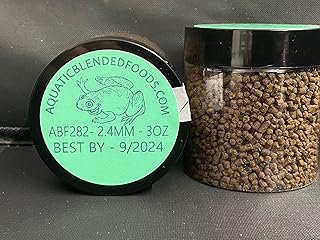 AQUATICBLENDEDFOODS.COM
ABF282- 2.4MM - 3OZ
BEST BY - 9/2024